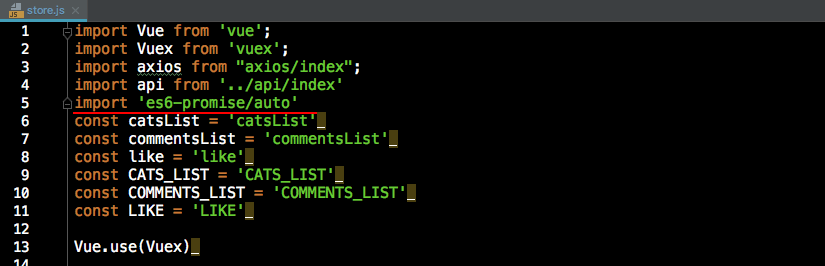 store.js
1 import Vue from 'vue';
2 import Vuex from 'vuex';
3 import axios from "axios/index";
4 import api from '../api/index'
5 import 'es6-promise/auto'
6 const catsList = 'catsList'
7 const commentsList = 'commentsList'
8 const like = 'like'
9 const CATS_LIST = 'CATS_LIST'
10 const COMMENTS_LIST = 'COMMENTS_LIST'
11 const LIKE = 'LIKE'
12
13 Vue.use(Vuex)
14